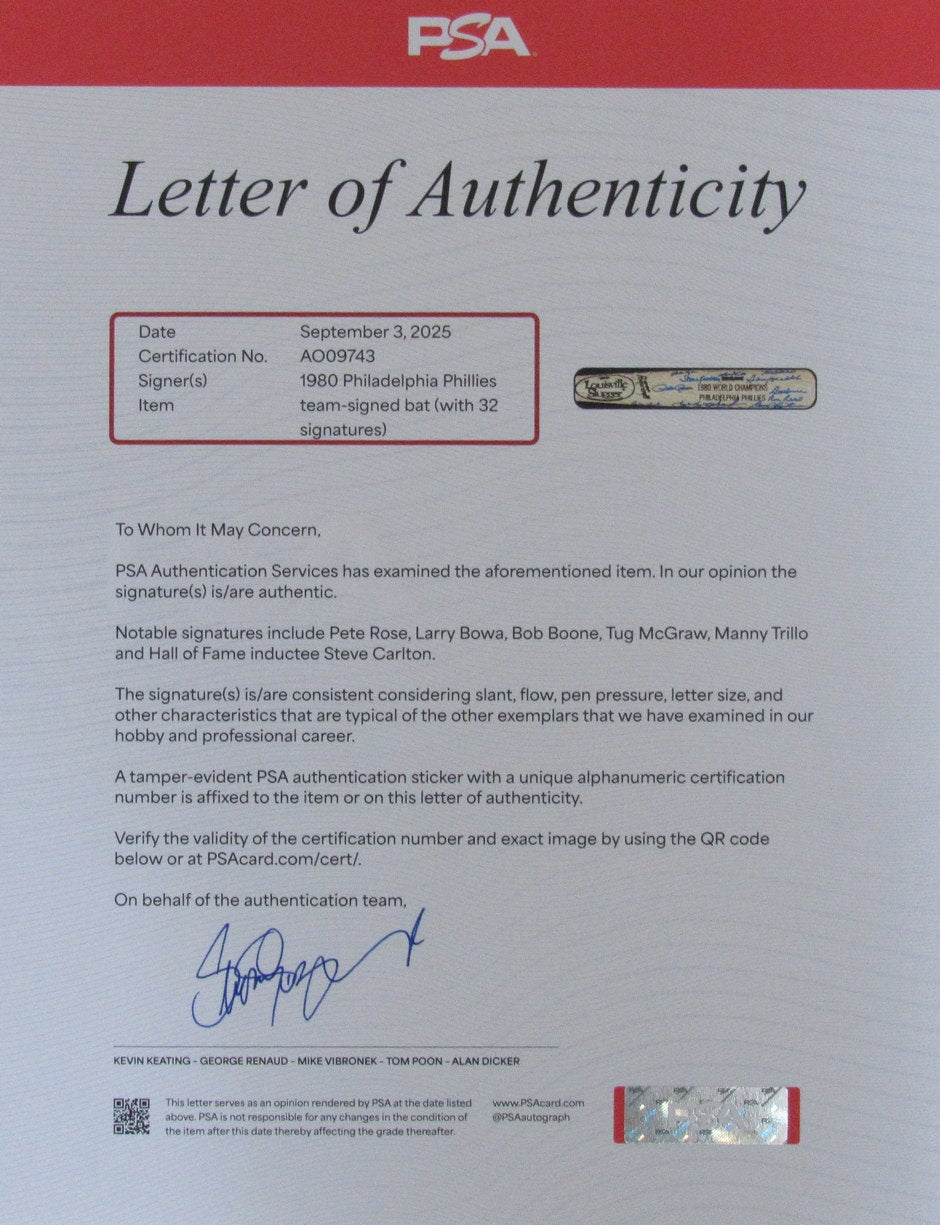 PSA
Letter of Authenticity
Date September 3, 2025
Certification No. AO09743
Signer(s) 1980 Philadelphia Phillies
Item team-signed bat (with 32
signatures)
Louisville
Slugger
1980 WORLD CHAMPIONS
PHILADELPHIA PHILLIES
To Whom It May Concern,
PSA Authentication Services has examined the aforementioned item. In our opinion the
signature(s) is/are authentic.
Notable signatures include Pete Rose, Larry Bowa, Bob Boone, Tug McGraw, Manny Trillo
and Hall of Fame inductee Steve Carlton.
The signature(s) is/are consistent considering slant, flow, pen pressure, letter size, and
other characteristics that are typical of the other exemplars that we have examined in our
hobby and professional career.
A tamper-evident PSA authentication sticker with a unique alphanumeric certification
number is affixed to the item or on this letter of authenticity.
Verify the validity of the certification number and exact image by using the QR code
below or at PSAcard.com/cert/.
On behalf of the authentication team,
KEVIN KEATING - GEORGE RENAUD - MIKE VIBRONEK - TOM POON - ALAN DICKER
This letter serves as an opinion rendered by PSA at the date listed
above. PSA is not responsible for any changes in the condition of
the item after this date thereby affecting the grade thereafter.
www.PSAcard.com
@PSAautograph